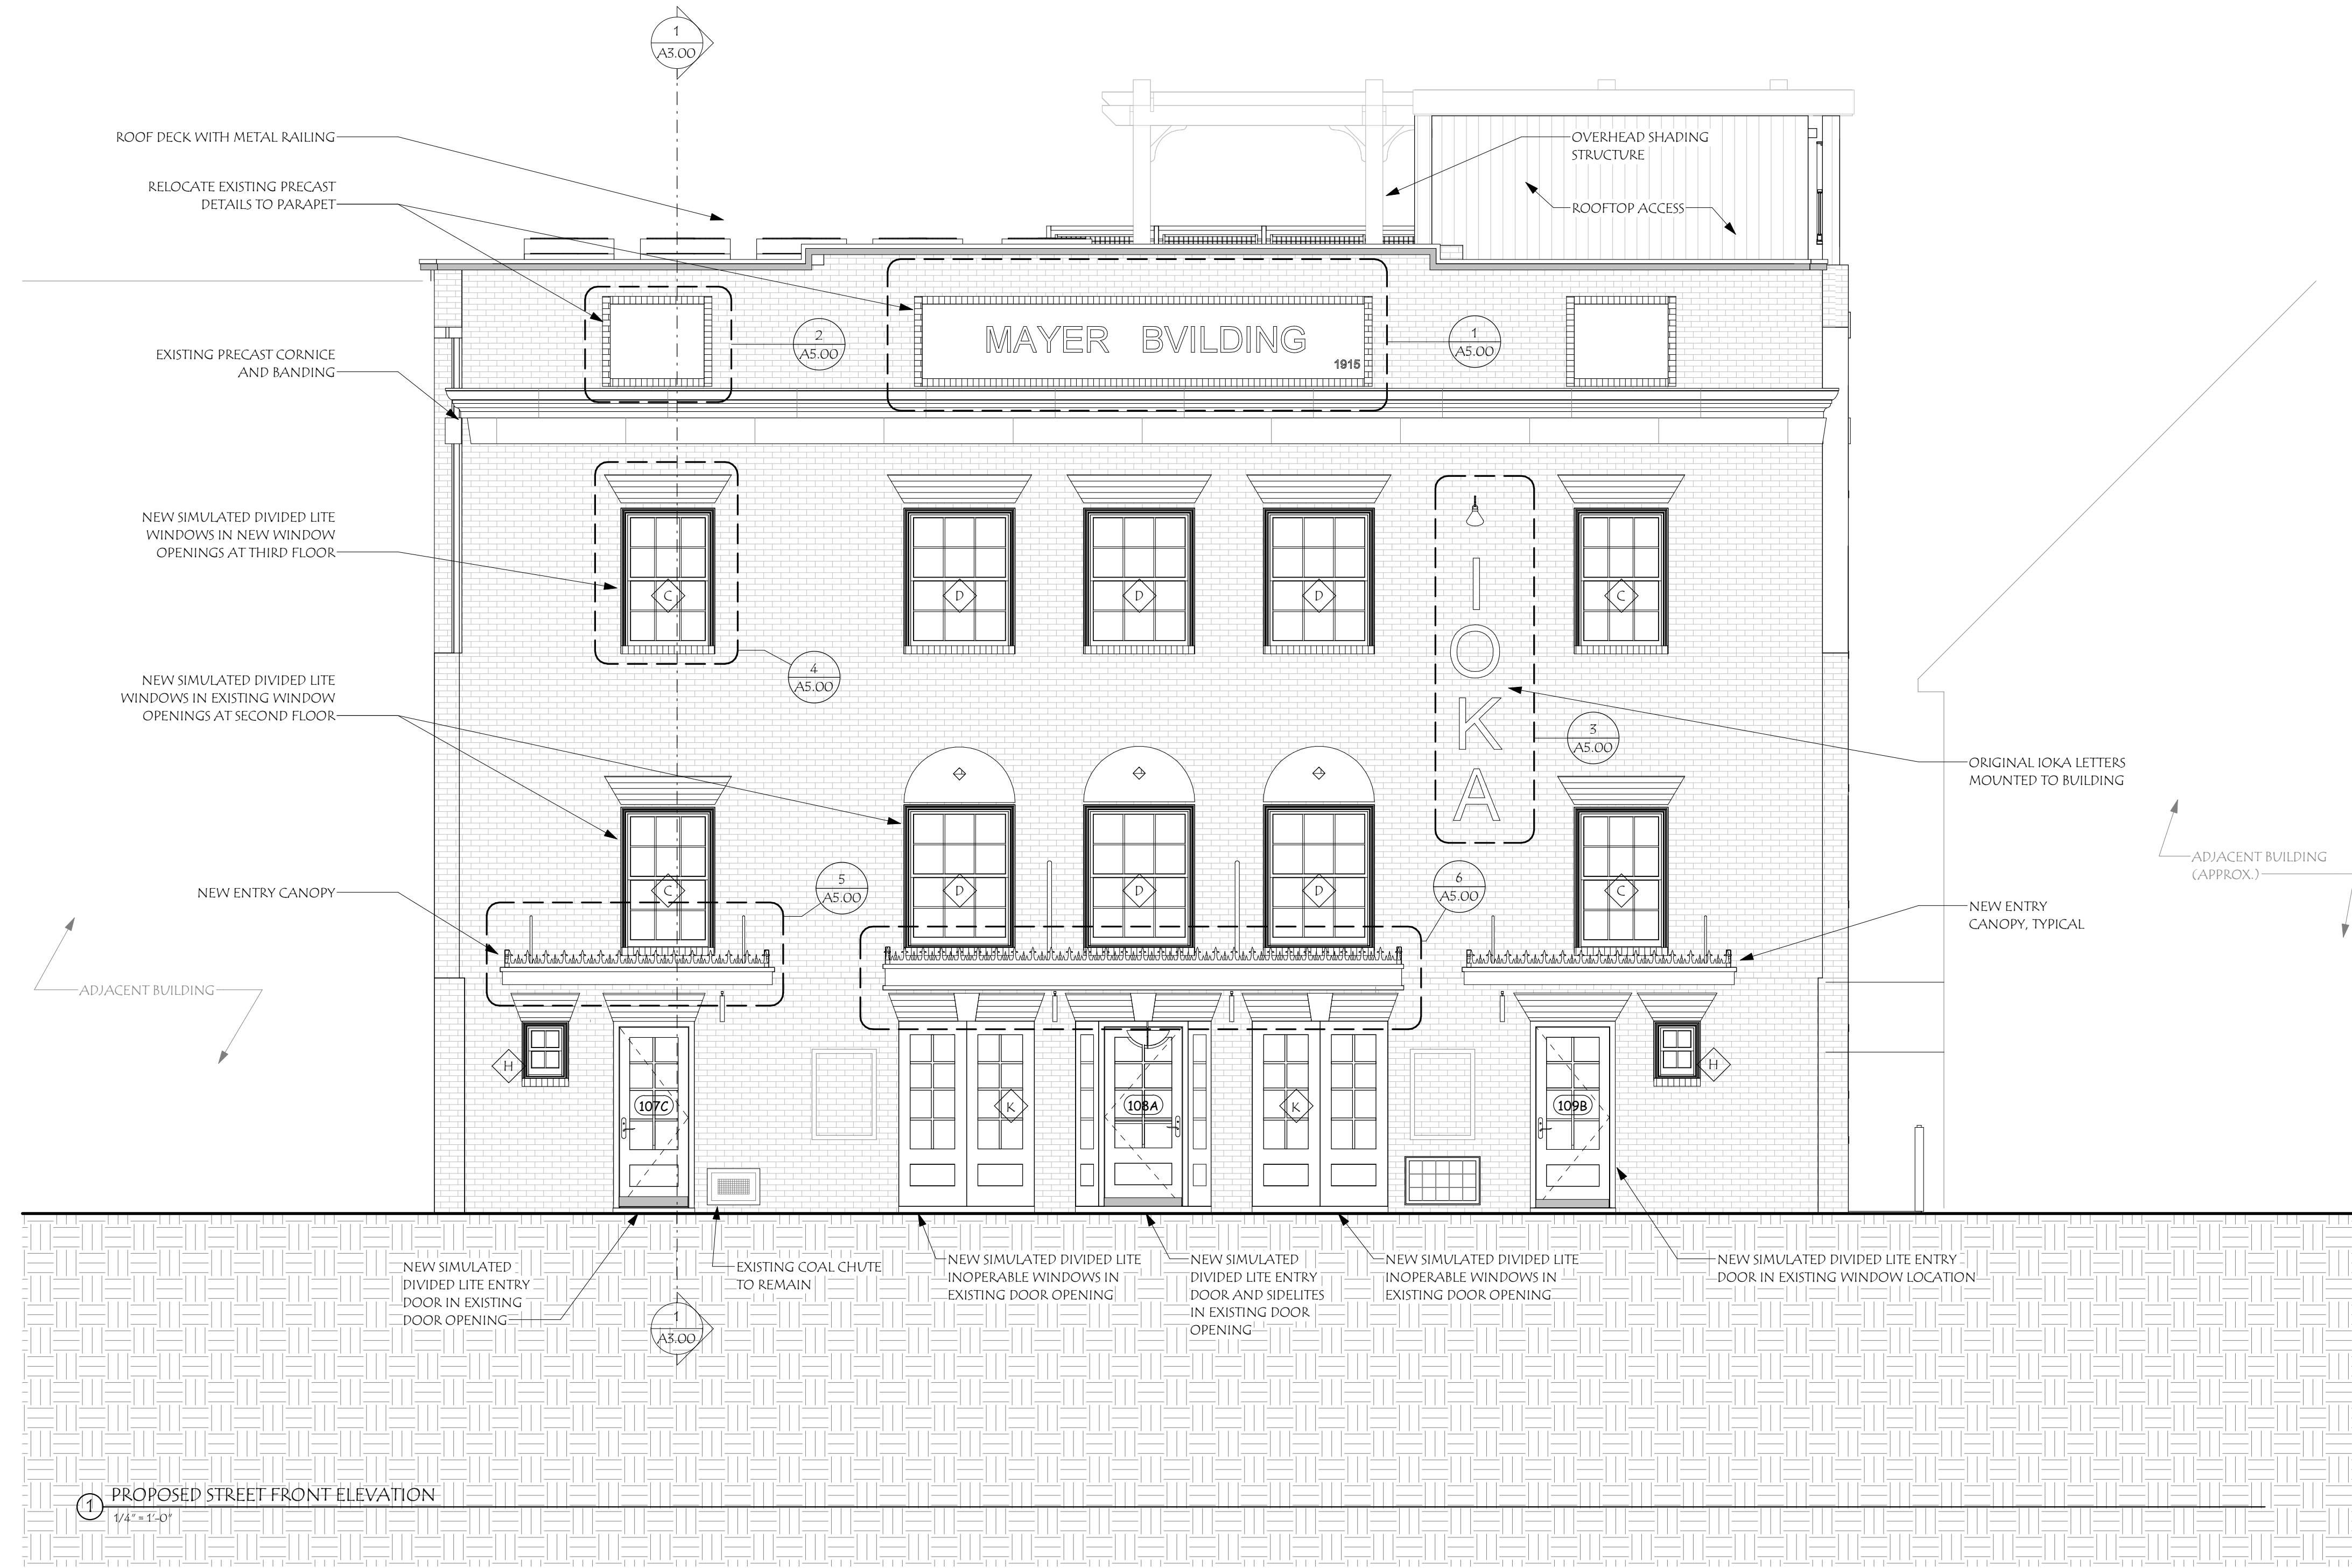 1
A3.00
ROOF DECK WITH METAL RAILING
OVERHEAD SHADING
STRUCTURE
RELOCATE EXISTING PRECAST
DETAILS TO PARAPET
ROOFTOP ACCESS
2
A5.00
MAYER BVILDING
1915
1
A5.00
EXISTING PRECAST CORNICE
AND BANDING
NEW SIMULATED DIVIDED LITE
WINDOWS IN NEW WINDOW
OPENINGS AT THIRD FLOOR
C
D
D
D
C
I
O
K
A
4
A5.00
NEW SIMULATED DIVIDED LITE
WINDOWS IN EXISTING WINDOW
OPENINGS AT SECOND FLOOR
3
A5.00
ORIGINAL IOKA LETTERS
MOUNTED TO BUILDING
ADJACENT BUILDING
(APPROX.)
5
A5.00
6
A5.00
C
D
D
D
C
NEW ENTRY CANOPY
NEW ENTRY
CANOPY, TYPICAL
ADJACENT BUILDING
H
107C
K
108A
K
109B
H
NEW SIMULATED
DIVIDED LITE ENTRY
DOOR IN EXISTING
DOOR OPENING
EXISTING COAL CHUTE
TO REMAIN
NEW SIMULATED DIVIDED LITE
INOPERABLE WINDOWS IN
EXISTING DOOR OPENING
NEW SIMULATED
DIVIDED LITE ENTRY
DOOR AND SIDELITES
IN EXISTING DOOR
OPENING
NEW SIMULATED DIVIDED LITE
INOPERABLE WINDOWS IN
EXISTING DOOR OPENING
NEW SIMULATED DIVIDED LITE ENTRY
DOOR IN EXISTING WINDOW LOCATION
1
A3.00
1
PROPOSED STREET FRONT ELEVATION
1/4" = 1'-0"